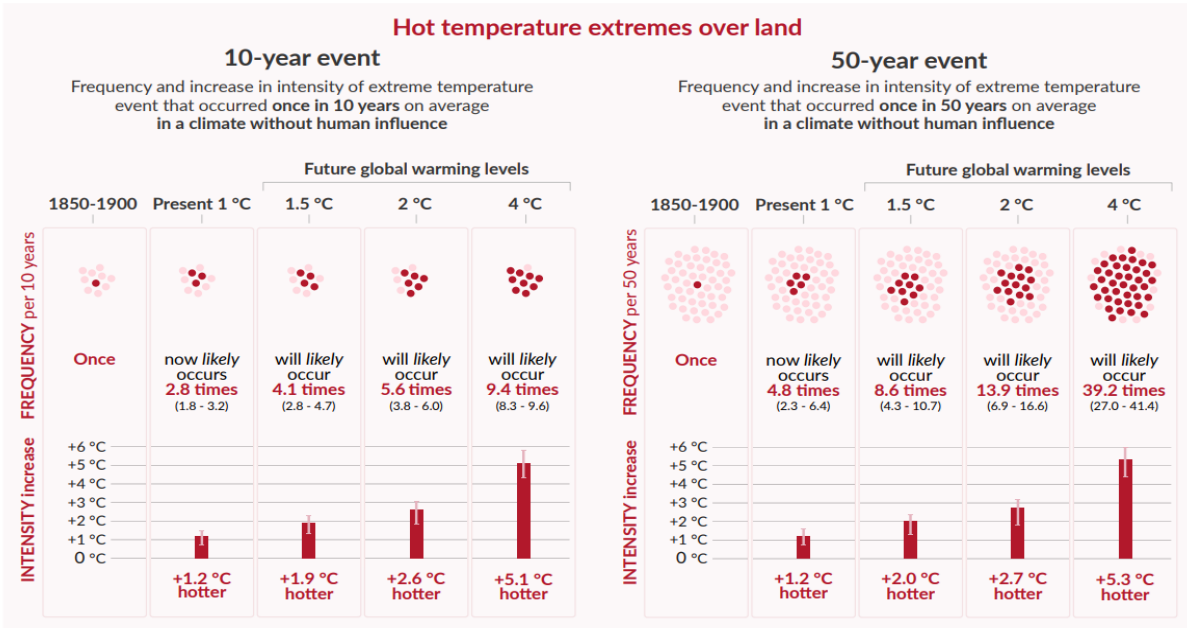 Hot temperature extremes over land
10-year event
Frequency and increase in intensity of extreme temperature
event that occurred once in 10 years on average
in a climate without human influence
Future global warming levels
1850-1900 Present 1 °C 1.5 °C 2 °C 4 °C
FREQUENCY per 10 years
Once
now likely
occurs
2.8 times
(1.8 - 3.2)
will likely
occur
4.1 times
(2.8 - 4.7)
will likely
occur
5.6 times
(3.8 - 6.0)
will likely
occur
9.4 times
(8.3 - 9.6)
INTENSITY increase
+6 °C
+5 °C
+4 °C
+3 °C
+2 °C
+1 °C
0 °C
+1.2 °C
hotter
+1.9 °C
hotter
+2.6 °C
hotter
+5.1 °C
hotter
50-year event
Frequency and increase in intensity of extreme temperature
event that occurred once in 50 years on average
in a climate without human influence
Future global warming levels
1850-1900 Present 1 °C 1.5 °C 2 °C 4 °C
FREQUENCY per 50 years
Once
now likely
occurs
4.8 times
(2.3 - 6.4)
will likely
occur
8.6 times
(4.3 - 10.7)
will likely
occur
13.9 times
(6.9 - 16.6)
will likely
occur
39.2 times
(27.0 - 41.4)
INTENSITY increase
+6 °C
+5 °C
+4 °C
+3 °C
+2 °C
+1 °C
0 °C
+1.2 °C
hotter
+2.0 °C
hotter
+2.7 °C
hotter
+5.3 °C
hotter